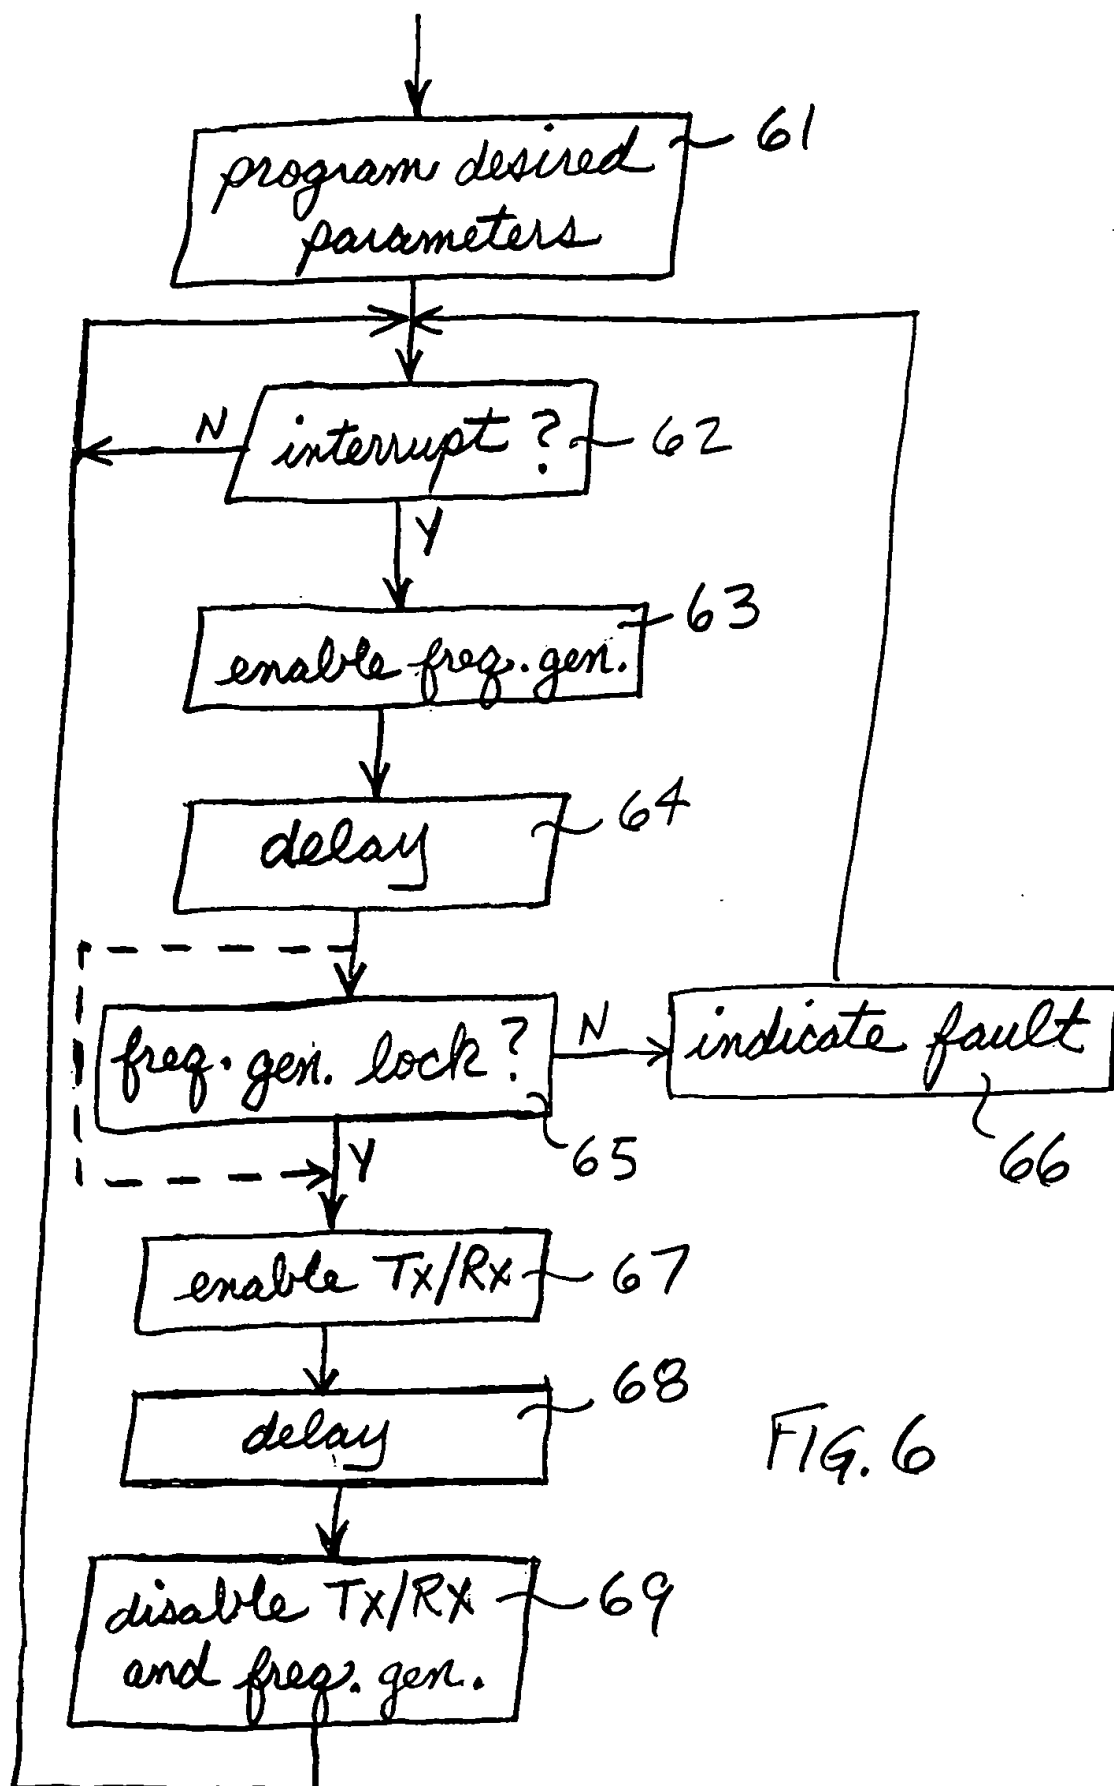 61
program desired
parameters
N
interrupt ?
62
Y
63
enable freq. gen.
64
delay
freq. gen. lock ?
N
indicate fault
65
Y
66
enable Tx/Rx
67
68
delay
FIG. 6
disable Tx/Rx
69
and freq. gen.